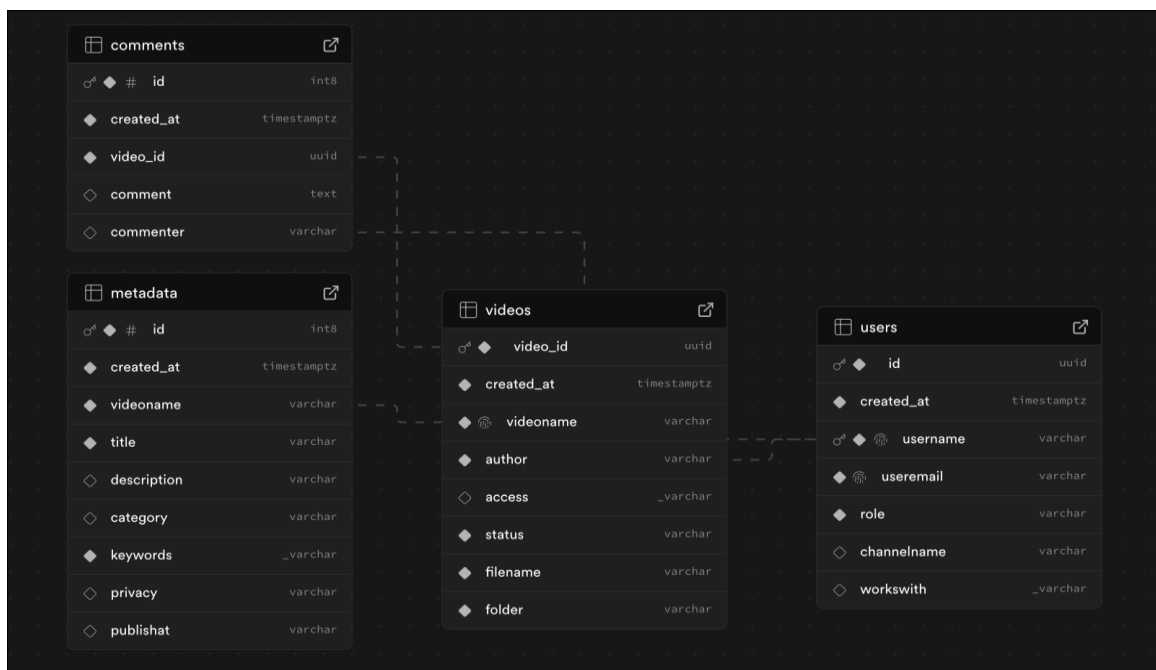 comments
# id int8
created_at timestamptz
video_id uuid
comment text
commenter varchar
metadata
# id int8
created_at timestamptz
videoname varchar
title varchar
description varchar
category varchar
keywords _varchar
privacy varchar
publishat varchar
videos
video_id uuid
created_at timestamptz
videoname varchar
author varchar
access _varchar
status varchar
filename varchar
folder varchar
users
id uuid
created_at timestamptz
username varchar
useremail varchar
role varchar
channelname varchar
workswith _varchar